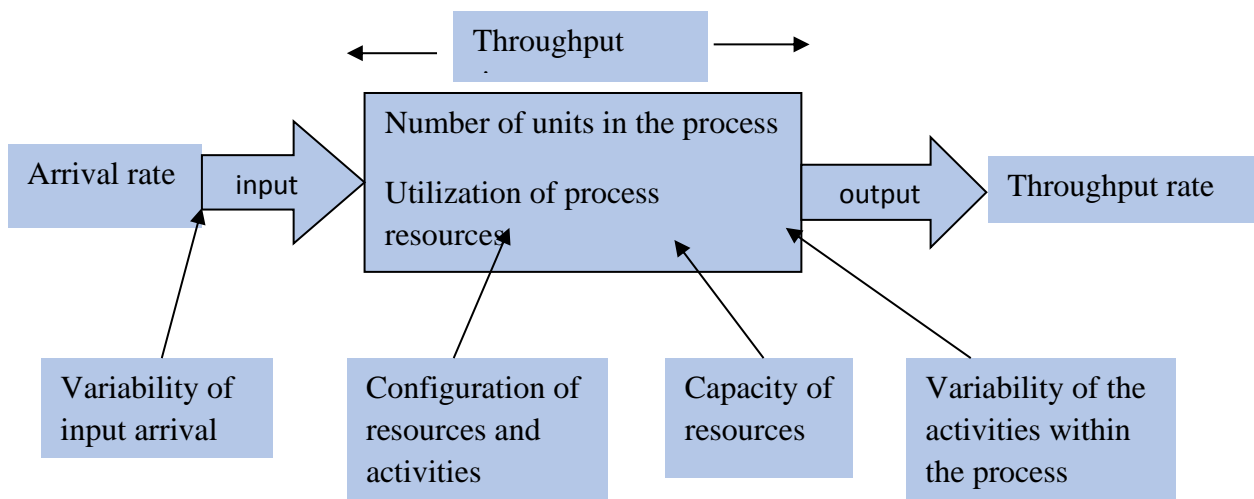 Throughput
Number of units in the process
Arrival rate
input
Utilization of process
resources
output
Throughput rate
Variability of
input arrival
Configuration of
resources and
activities
Capacity of
resources
Variability of the
activities within
the process